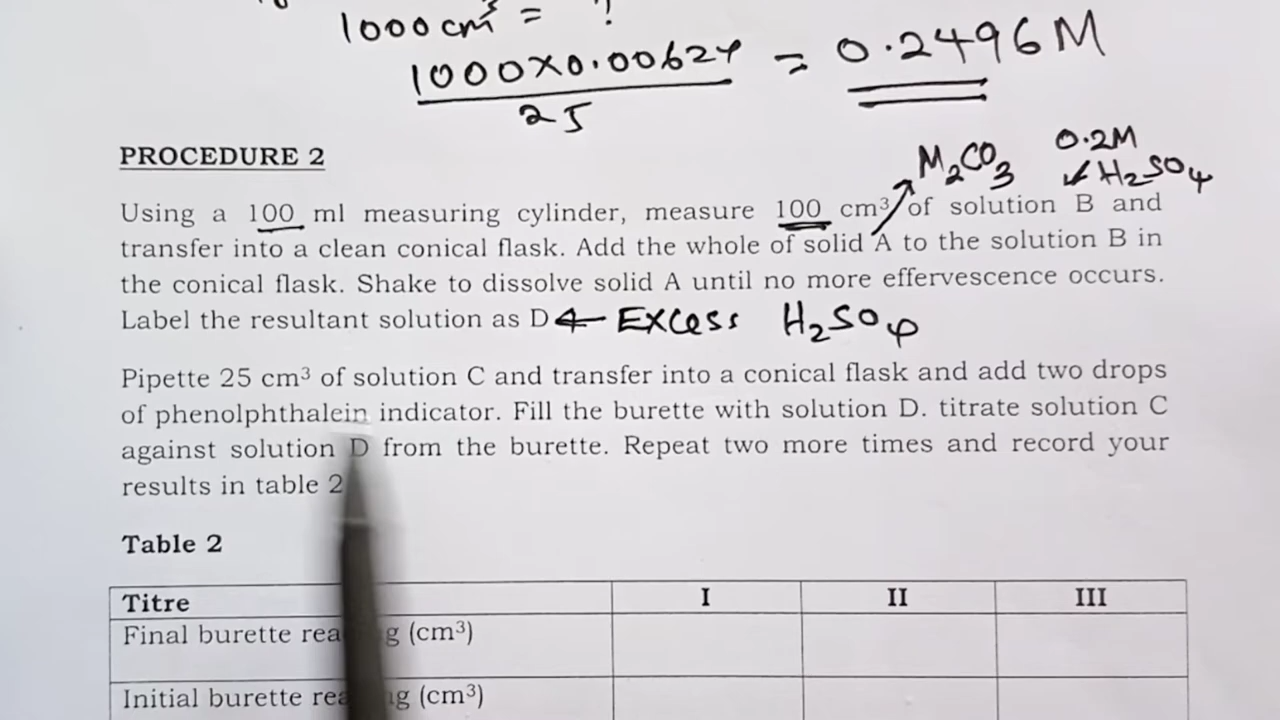 1000 cm³ = ?
1000×0.00624 = 0.2496 M
25
PROCEDURE 2
M₂CO₃ 0.2M
H₂SO₄
Using a 100 ml measuring cylinder, measure 100 cm³ of solution B and
transfer into a clean conical flask. Add the whole of solid A to the solution B in
the conical flask. Shake to dissolve solid A until no more effervescence occurs.
Label the resultant solution as D ← Excess H₂SO₄
Pipette 25 cm³ of solution C and transfer into a conical flask and add two drops
of phenolphthalein indicator. Fill the burette with solution D. titrate solution C
against solution D from the burette. Repeat two more times and record your
results in table 2
Table 2
Titre I II III
Final burette reading (cm³)
Initial burette reading (cm³)